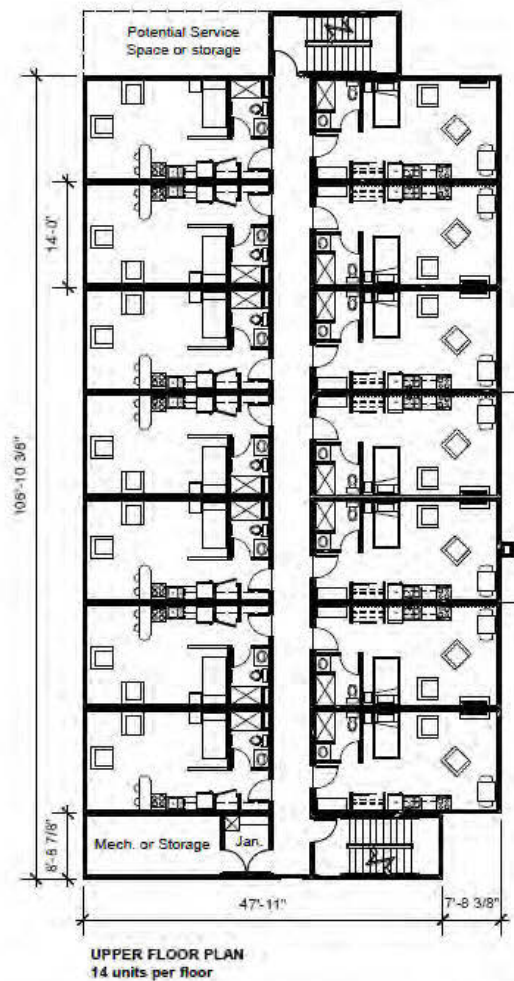 Potential Service
Space or storage
14'-0"
106'-10 3/8"
8'-8 7/8"
Mech. or Storage
Jan.
47'-11"
7'-8 3/8"
UPPER FLOOR PLAN
14 units per floor